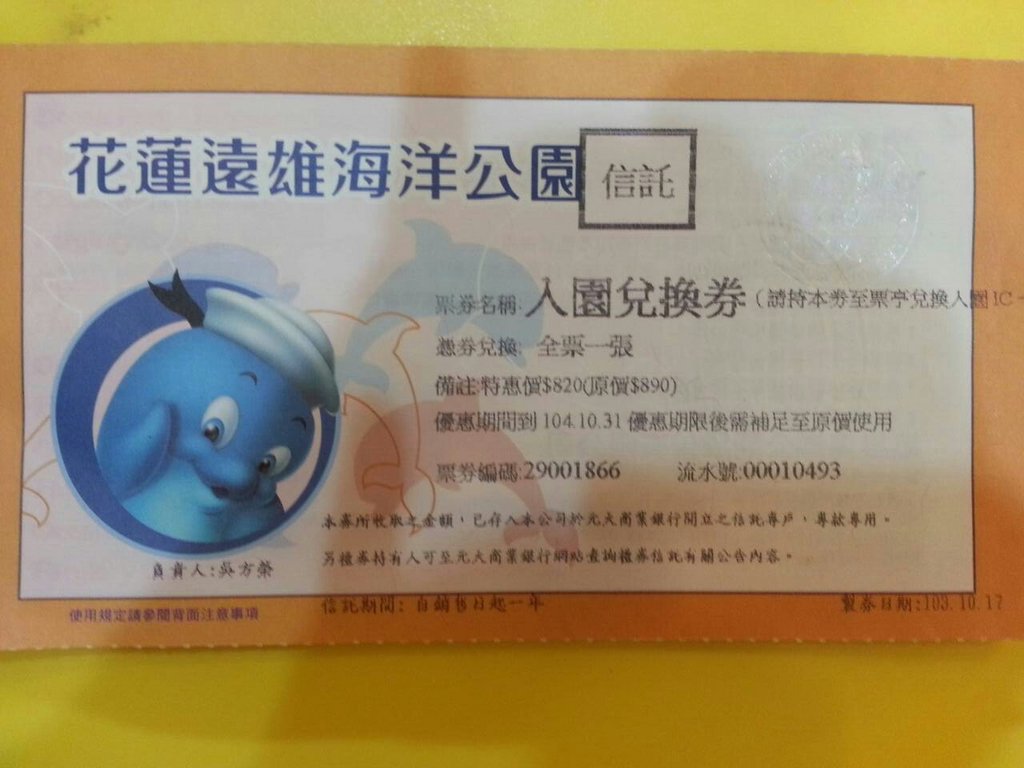 花蓮遠雄海洋公園
信託
票券名稱:入園兌換券(請持本券至票亭兌換入園IC
憑券兌換: 全票一張
備註:特惠價$820(原價$890)
優惠期間到 104.10.31 優惠期限後需補足至原價使用
票券編碼:29001866 流水號:00010493
本券所收取之金額，已存入本公司於元大商業銀行開立之信託專戶，專款專用。
另禮券持有人可至元大商業銀行網站查詢禮券信託有關公告內容。
負責人:吳方榮
使用規定請參閱背面注意事項
信託期間: 自銷售日起一年
製券日期:103.10.17